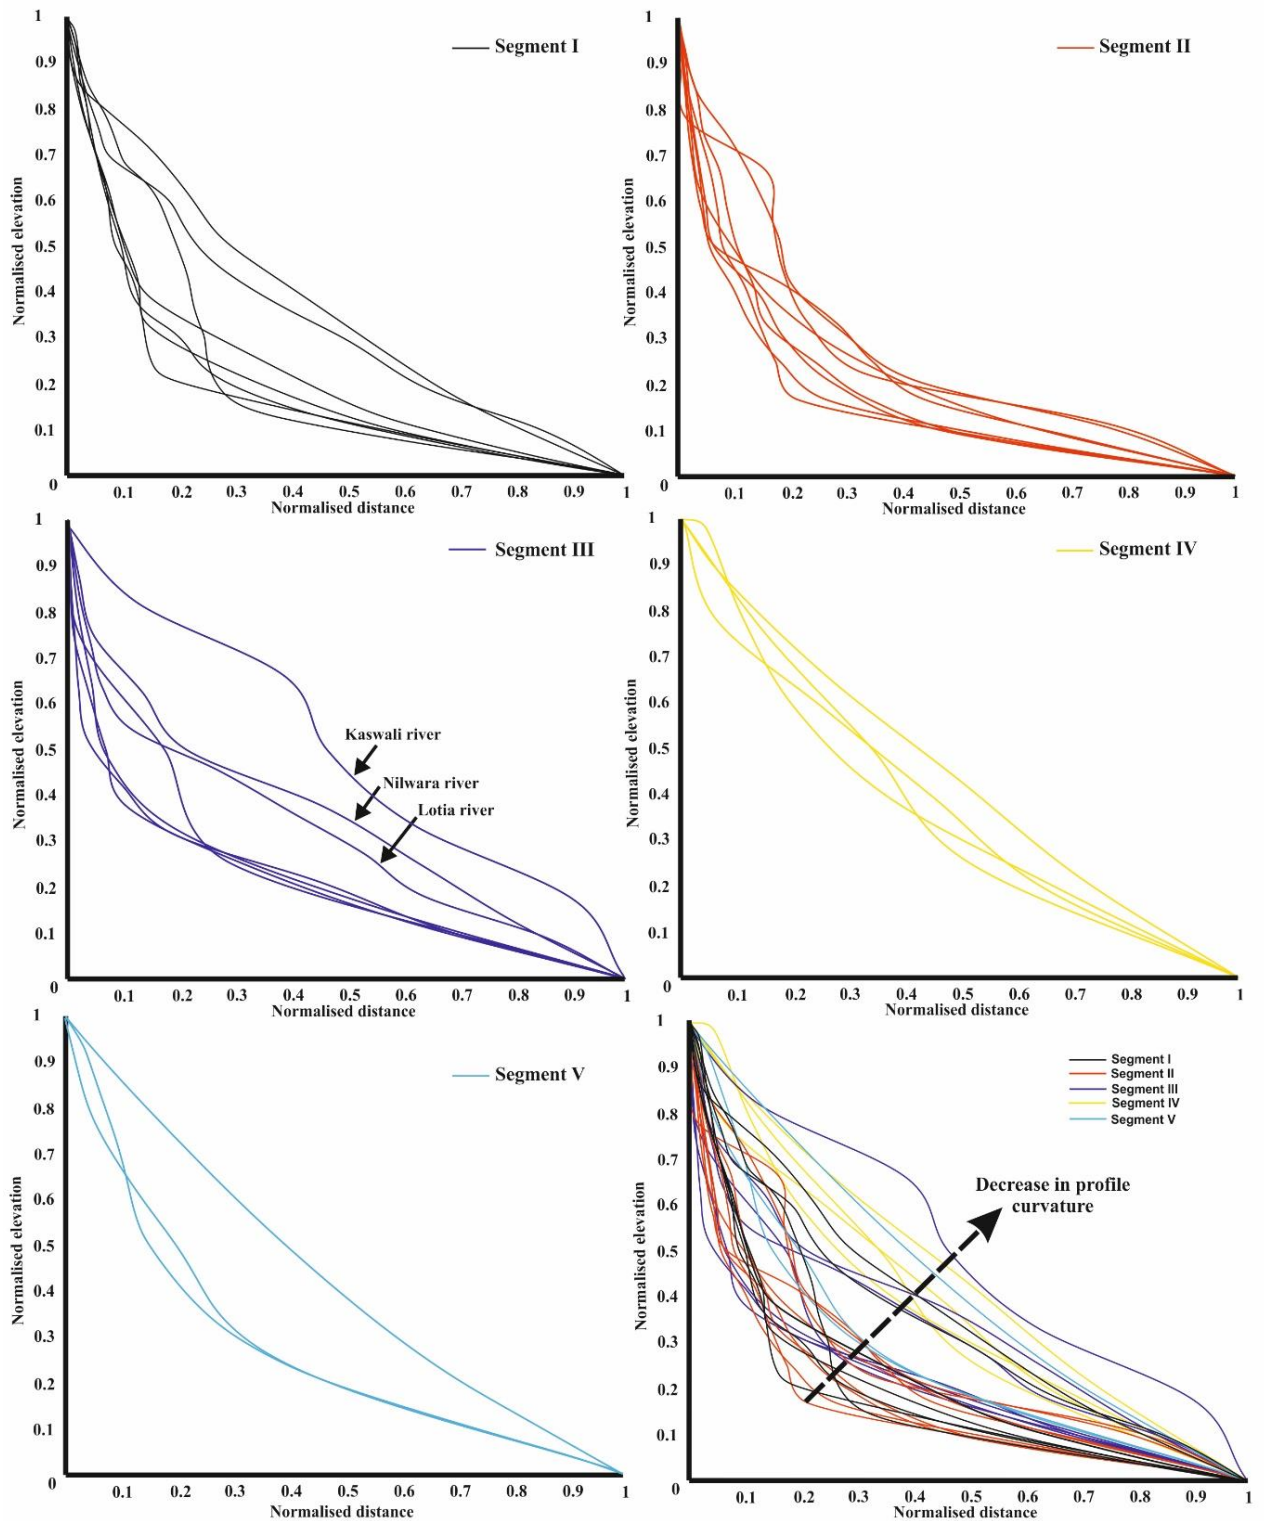 1
0.9
0.8
0.7
0.6
0.5
0.4
0.3
0.2
0.1
0
Normalised elevation
Segment I
0.1 0.2 0.3 0.4 0.5 0.6 0.7 0.8 0.9 1
Normalised distance
1
0.9
0.8
0.7
0.6
0.5
0.4
0.3
0.2
0.1
0
Normalised elevation
Segment II
0.1 0.2 0.3 0.4 0.5 0.6 0.7 0.8 0.9 1
Normalised distance
1
0.9
0.8
0.7
0.6
0.5
0.4
0.3
0.2
0.1
0
Normalised elevation
Segment III
Kaswali river
Nilwara river
Lotia river
0.1 0.2 0.3 0.4 0.5 0.6 0.7 0.8 0.9 1
Normalised distance
1
0.9
0.8
0.7
0.6
0.5
0.4
0.3
0.2
0.1
0
Normalised elevation
Segment IV
0.1 0.2 0.3 0.4 0.5 0.6 0.7 0.8 0.9 1
Normalised distance
1
0.9
0.8
0.7
0.6
0.5
0.4
0.3
0.2
0.1
0
Normalised elevation
Segment V
0.1 0.2 0.3 0.4 0.5 0.6 0.7 0.8 0.9 1
Normalised distance
1
0.9
0.8
0.7
0.6
0.5
0.4
0.3
0.2
0.1
0
Normalised elevation
Segment I
Segment II
Segment III
Segment IV
Segment V
Decrease in profile
curvature
0.1 0.2 0.3 0.4 0.5 0.6 0.7 0.8 0.9 1
Normalised distance